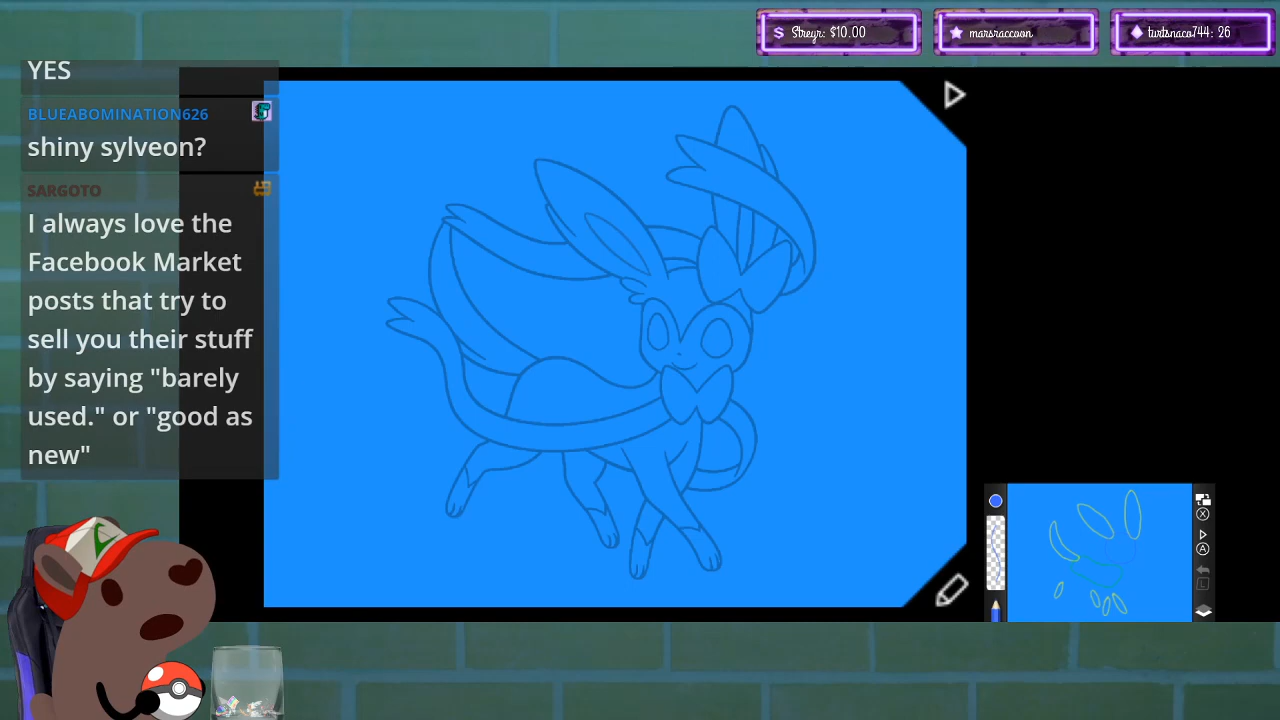 Streyr: $10.00
marsraccoon
turtsnaco744: 26
YES
BLUEABOMINATION626
shiny sylveon?
SARGOTO
I always love the
Facebook Market
posts that try to
sell you their stuff
by saying "barely
used." or "good as
new"